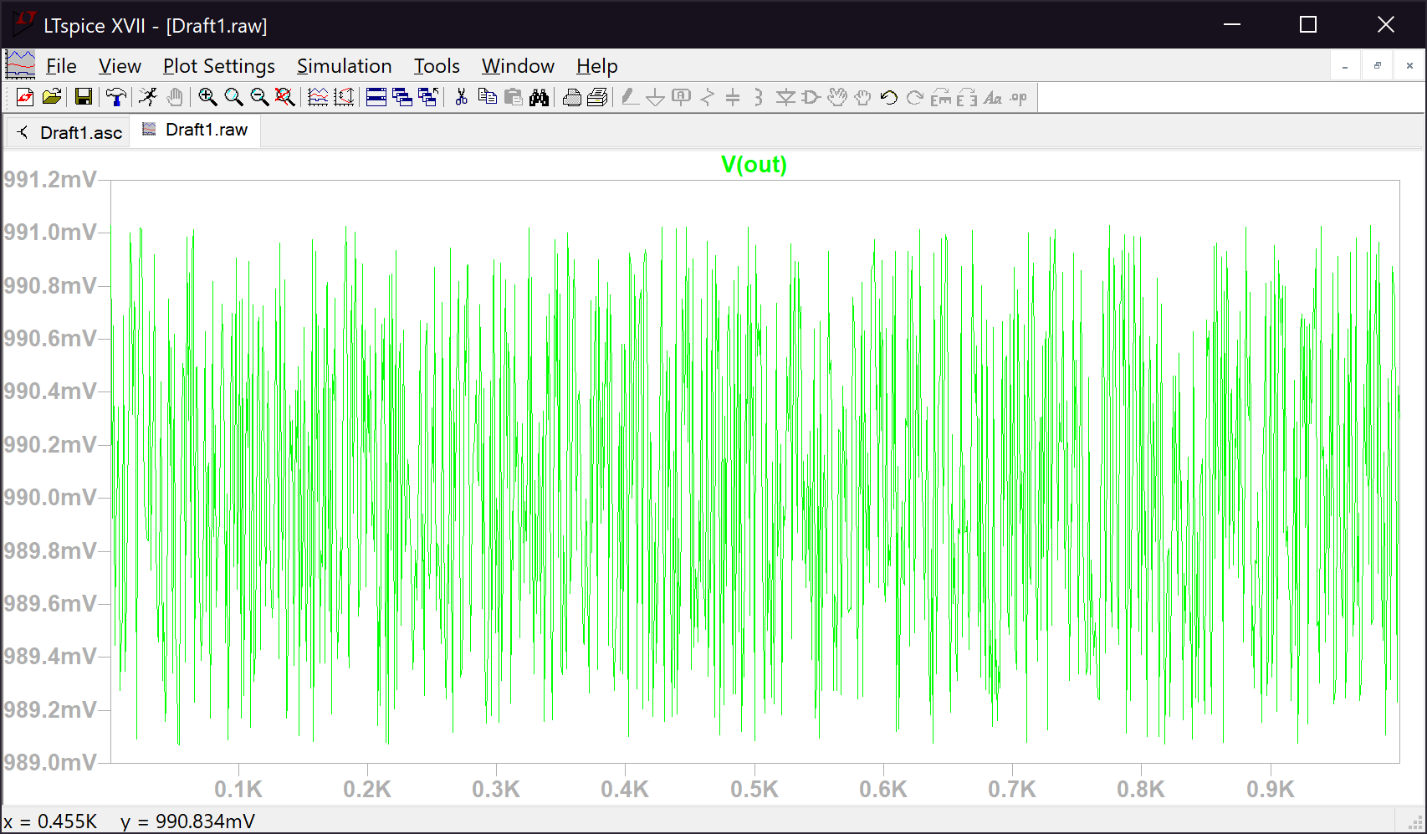 LTspice XVII - [Draft1.raw]
File View Plot Settings Simulation Tools Window Help
Aa .op
Draft1.asc Draft1.raw
V(out)
991.2mV
991.0mV
990.8mV
990.6mV
990.4mV
990.2mV
990.0mV
989.8mV
989.6mV
989.4mV
989.2mV
989.0mV
0.1K 0.2K 0.3K 0.4K 0.5K 0.6K 0.7K 0.8K 0.9K
x = 0.455K y = 990.834mV